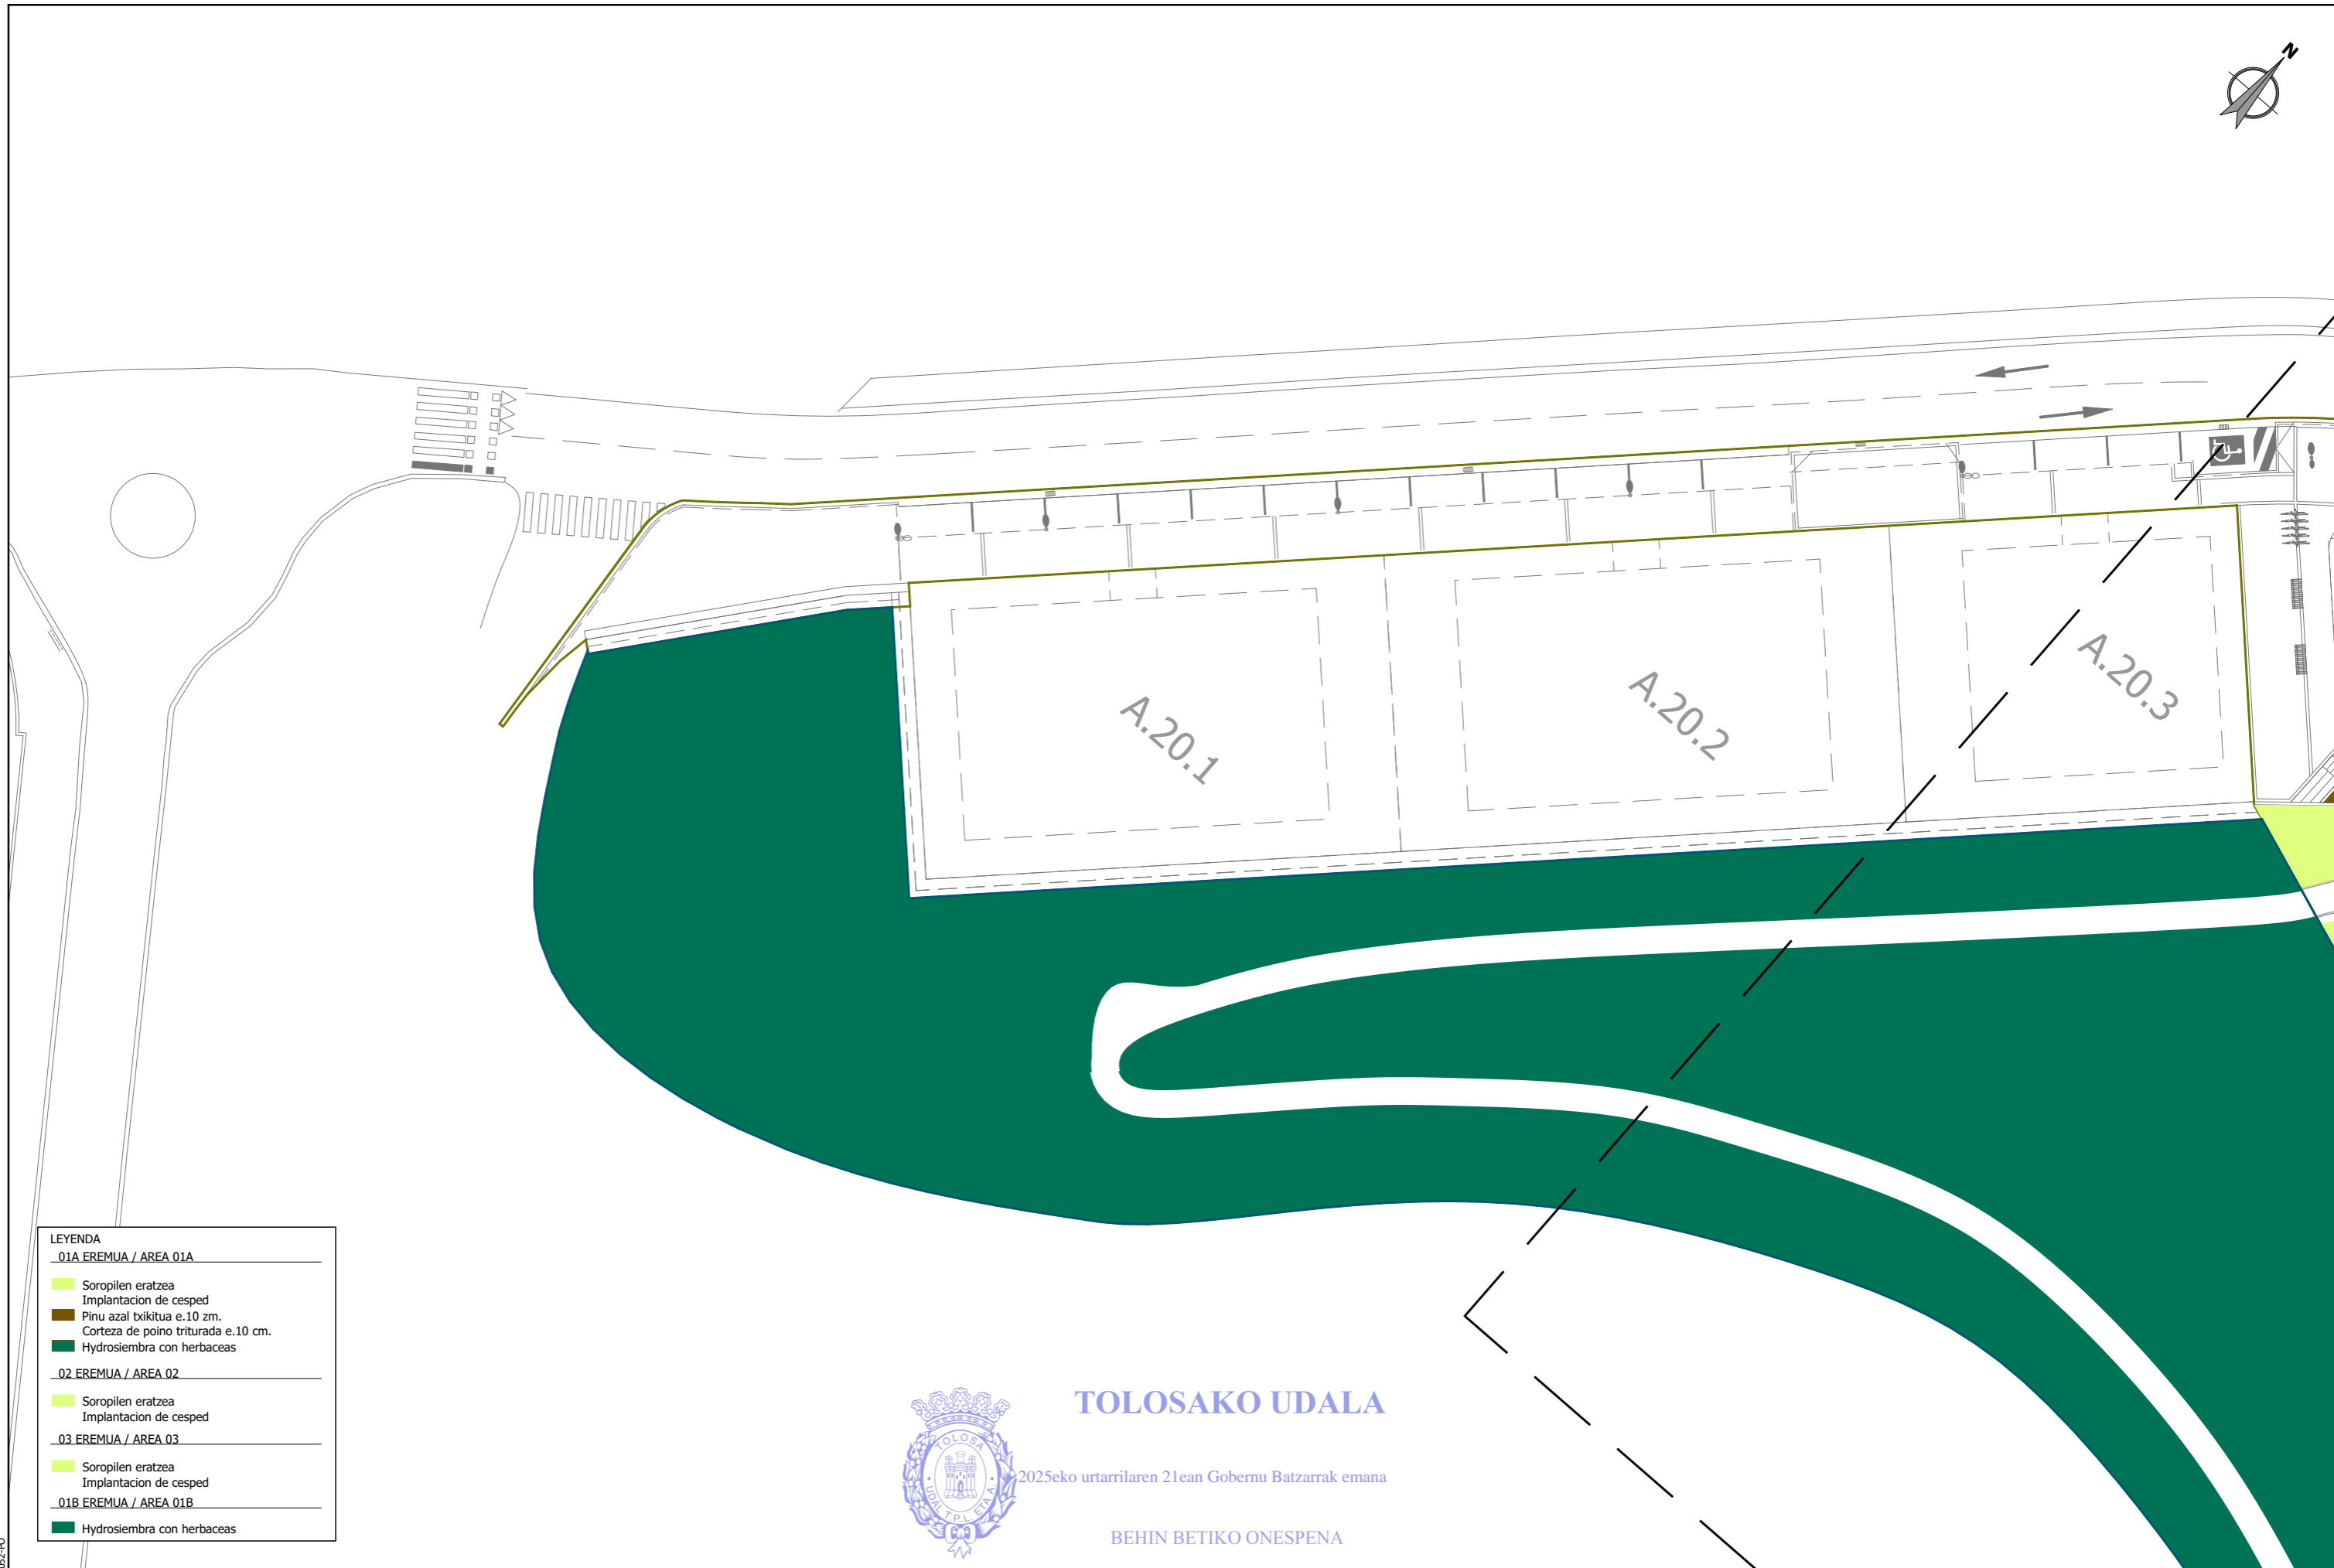 N
A.20.1
A.20.2
A.20.3
LEYENDA
01A EREMUA / AREA 01A
Soropilen eratzea
Implantacion de cesped
Pinu azal txikitua e.10 zm.
Corteza de poino triturada e.10 cm.
Hydrosiembra con herbaceas
02 EREMUA / AREA 02
Soropilen eratzea
Implantacion de cesped
03 EREMUA / AREA 03
Soropilen eratzea
Implantacion de cesped
01B EREMUA / AREA 01B
Hydrosiembra con herbaceas
TOLOSAKO UDALA
2025eko urtarrilaren 21ean Gobernu Batzarrak emana
BEHIN BETIKO ONESPENA
TOLOSA
UDAL T.P.L. ETA A.